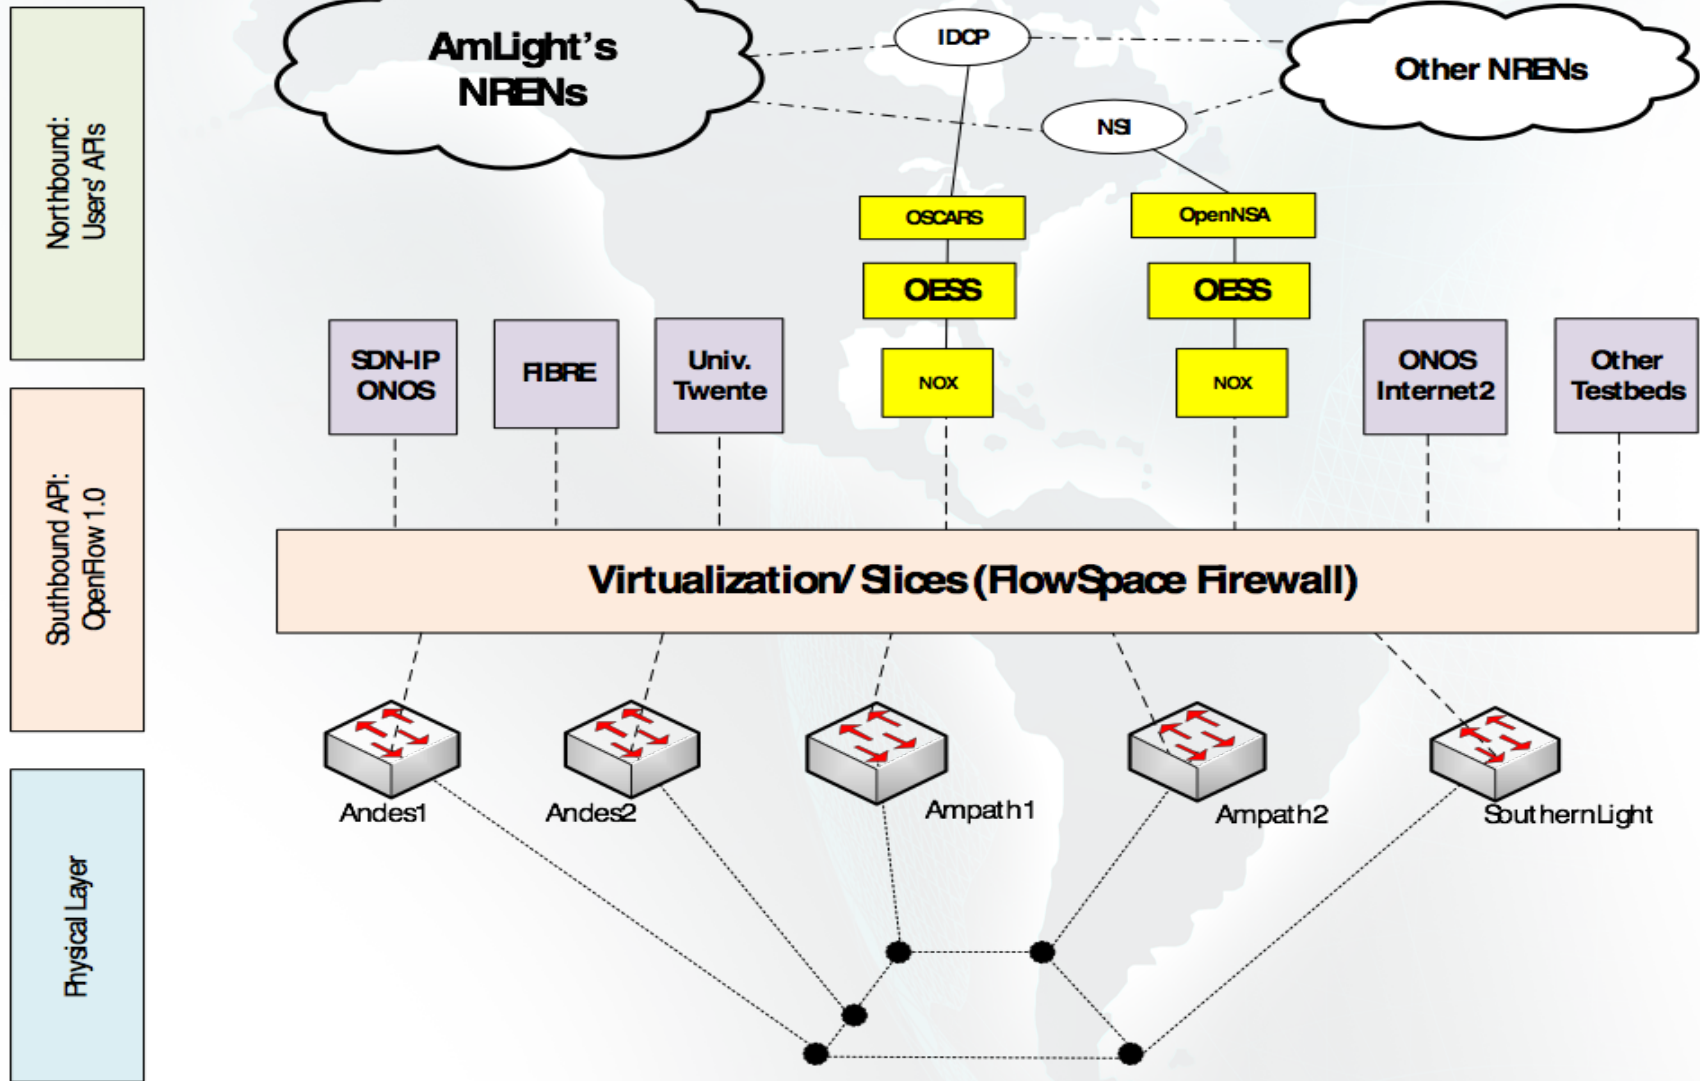 Northbound:
Users' APIs
Southbound API:
OpenFlow 1.0
Physical Layer
AmLight's
NRENs
IDCP
Other NRENs
NSI
OSCARS
OpenNSA
OESS
OESS
SDN-IP
ONOS
FIBRE
Univ.
Twente
NOX
NOX
ONOS
Internet2
Other
Testbeds
Virtualization/ Slices (FlowSpace Firewall)
Andes1
Andes2
Ampath1
Ampath2
SouthernLight